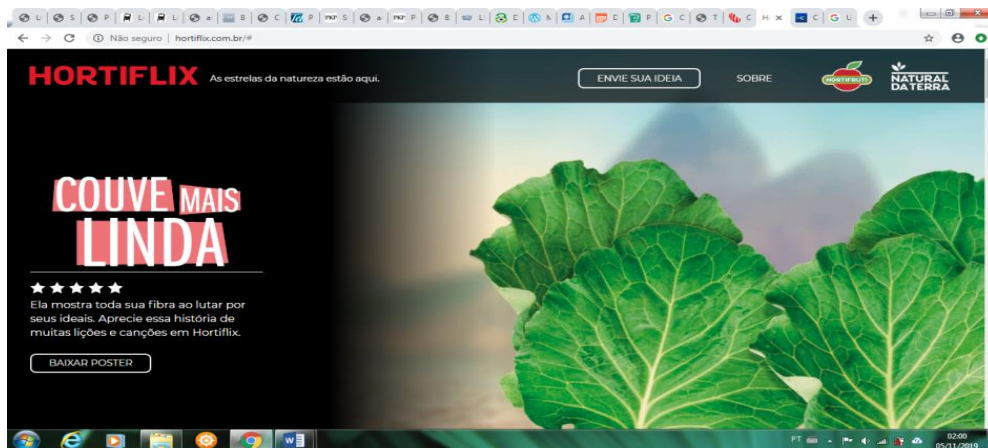 Não seguro | hortiflix.com.br/#
HORTIFLIX As estrelas da natureza estão aqui. ENVIE SUA IDEIA SOBRE HORTIFRUTI NATURAL DA TERRA
COUVE MAIS
LINDA
Ela mostra toda sua fibra ao lutar por
seus ideais. Aprecie essa história de
muitas lições e canções em Hortiflix.
BAIXAR POSTER
PT 02:00
05/11/2019